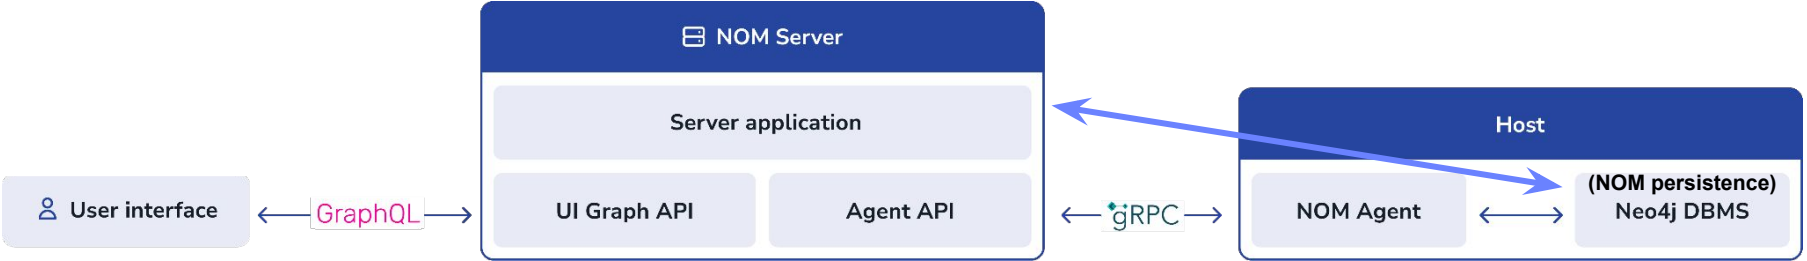 NOM Server
Server application
Host
User interface
GraphQL
UI Graph API
Agent API
gRPC
NOM Agent
(NOM persistence)
Neo4j DBMS